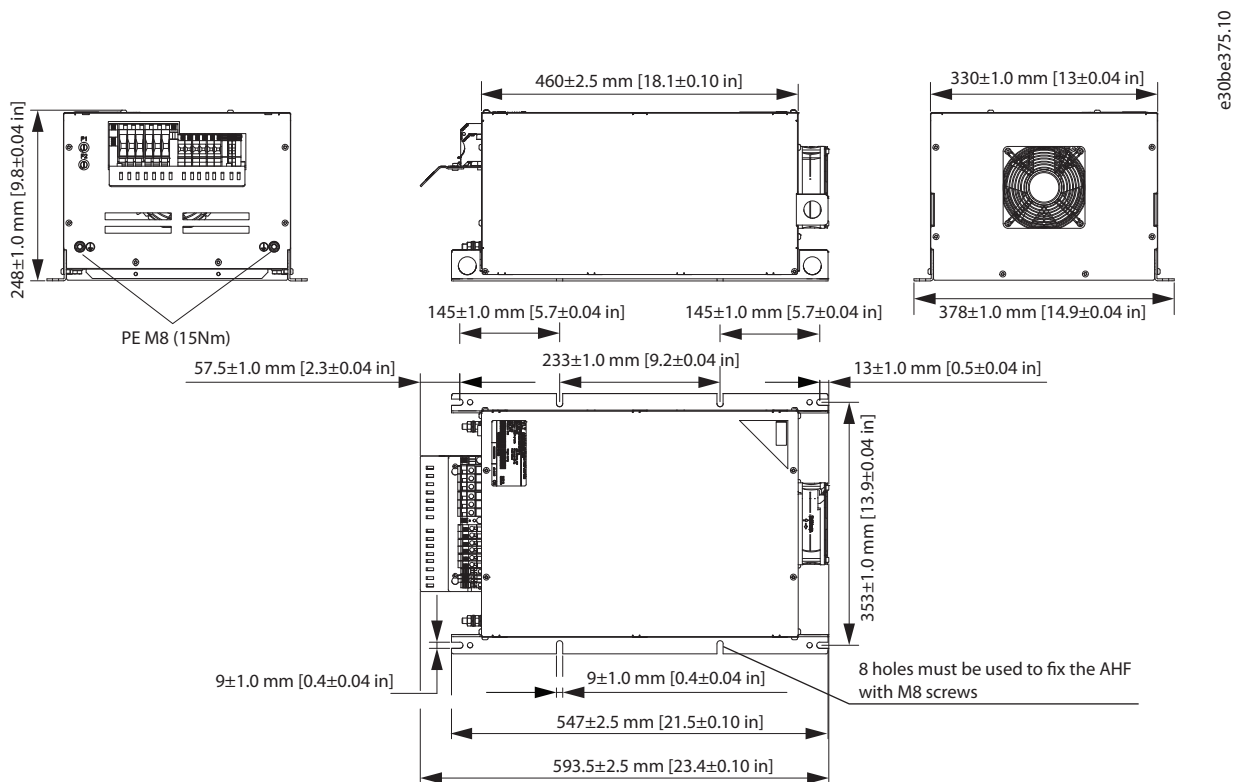 e30be375.10
460±2.5 mm [18.1±0.10 in]
330±1.0 mm [13±0.04 in]
248±1.0 mm [9.8±0.04 in]
PE M8 (15Nm)
145±1.0 mm [5.7±0.04 in]
145±1.0 mm [5.7±0.04 in]
378±1.0 mm [14.9±0.04 in]
57.5±1.0 mm [2.3±0.04 in]
233±1.0 mm [9.2±0.04 in]
13±1.0 mm [0.5±0.04 in]
353±1.0 mm [13.9±0.04 in]
9±1.0 mm [0.4±0.04 in]
9±1.0 mm [0.4±0.04 in]
8 holes must be used to fix the AHF
with M8 screws
547±2.5 mm [21.5±0.10 in]
593.5±2.5 mm [23.4±0.10 in]